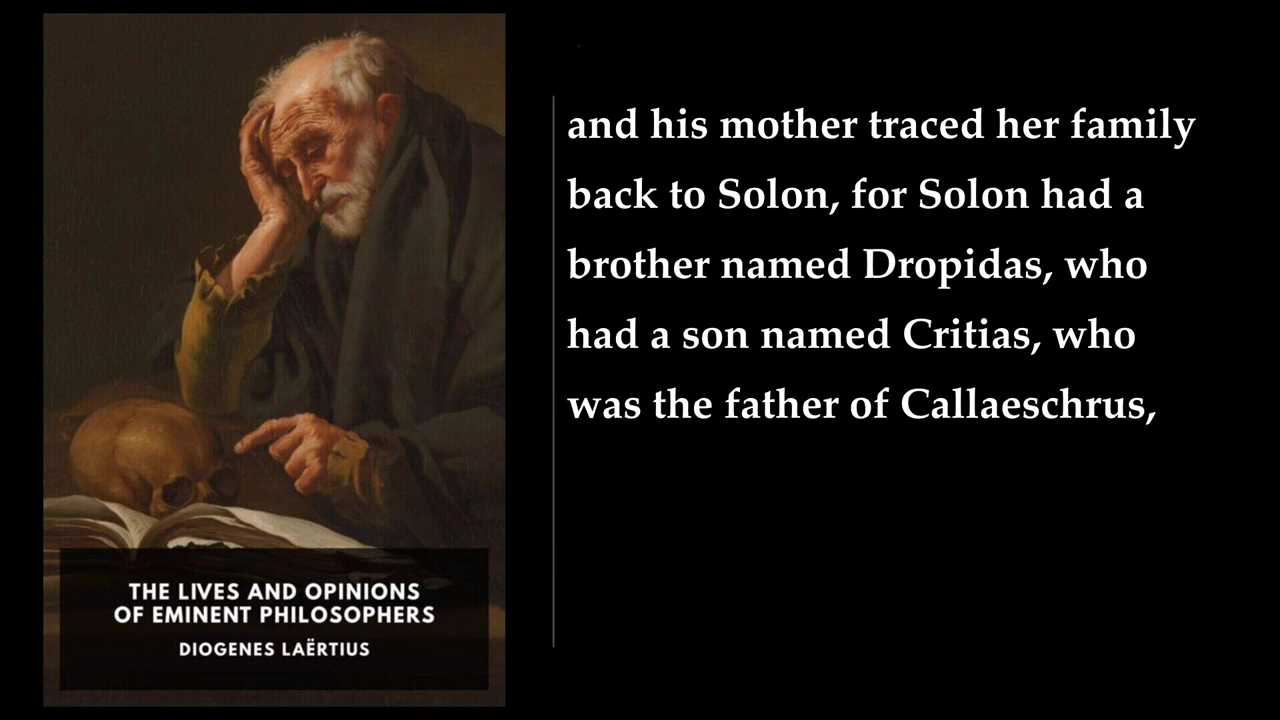 and his mother traced her family
back to Solon, for Solon had a
brother named Dropidas, who
had a son named Critias, who
was the father of Callaeschrus,
THE LIVES AND OPINIONS
OF EMINENT PHILOSOPHERS
DIOGENES LAËRTIUS